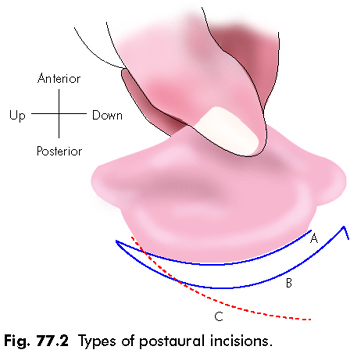 Anterior
Up Down
Posterior
A
B
C
Fig. 77.2 Types of postaural incisions.